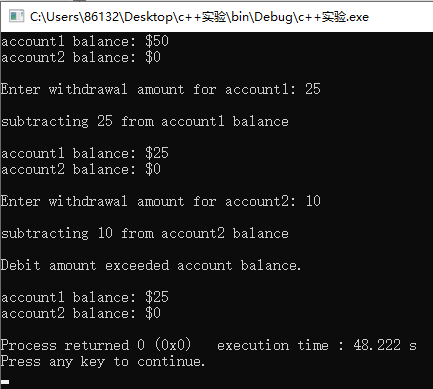 C:\Users\86132\Desktop\c++实验\bin\Debug\c++实验.exe
account1 balance: $50
account2 balance: $0
Enter withdrawal amount for account1: 25
subtracting 25 from account1 balance
account1 balance: $25
account2 balance: $0
Enter withdrawal amount for account2: 10
subtracting 10 from account2 balance
Debit amount exceeded account balance.
account1 balance: $25
account2 balance: $0
Process returned 0 (0x0)   execution time : 48.222 s
Press any key to continue.